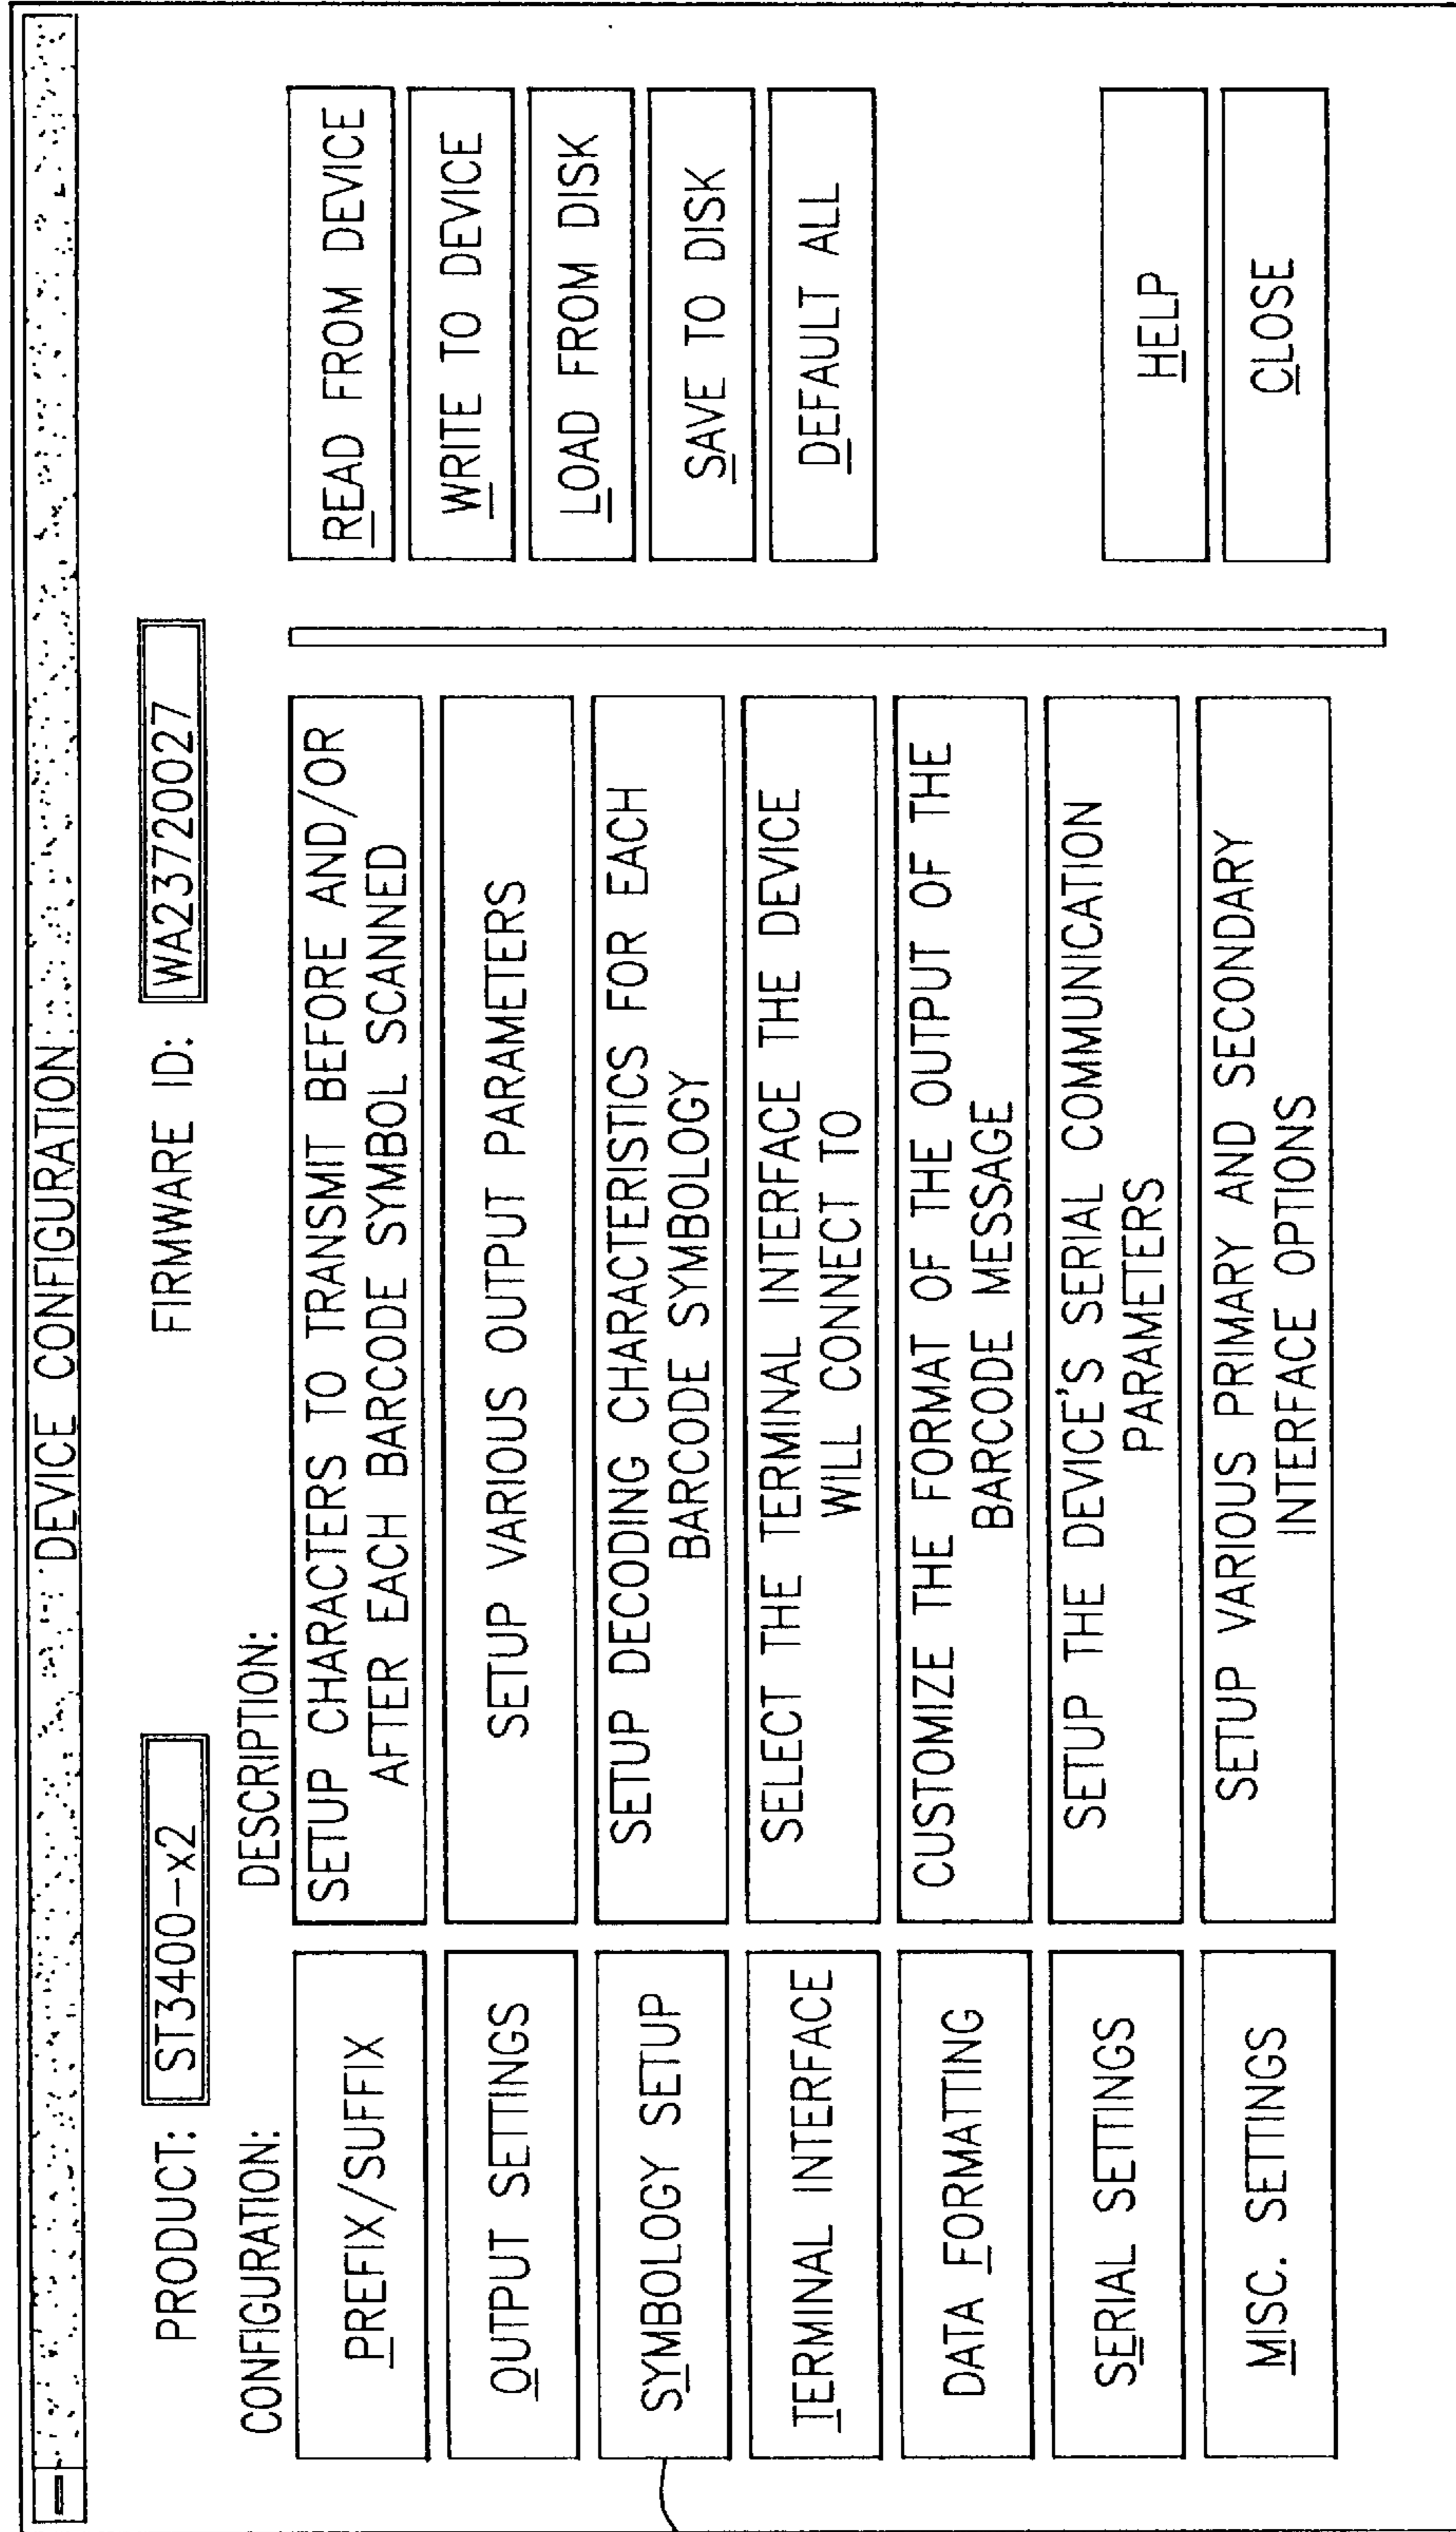 DEVICE CONFIGURATION
PRODUCT: ST3400-x2 FIRMWARE ID: WA23720027
CONFIGURATION: DESCRIPTION:
PREFIX/SUFFIX
SETUP CHARACTERS TO TRANSMIT BEFORE AND/OR
AFTER EACH BARCODE SYMBOL SCANNED
OUTPUT SETTINGS
SETUP VARIOUS OUTPUT PARAMETERS
SYMBOLOGY SETUP
SETUP DECODING CHARACTERISTICS FOR EACH
BARCODE SYMBOLOGY
TERMINAL INTERFACE
SELECT THE TERMINAL INTERFACE THE DEVICE
WILL CONNECT TO
DATA FORMATTING
CUSTOMIZE THE FORMAT OF THE OUTPUT OF THE
BARCODE MESSAGE
SERIAL SETTINGS
SETUP THE DEVICE'S SERIAL COMMUNICATION
PARAMETERS
MISC. SETTINGS
SETUP VARIOUS PRIMARY AND SECONDARY
INTERFACE OPTIONS
READ FROM DEVICE
WRITE TO DEVICE
LOAD FROM DISK
SAVE TO DISK
DEFAULT ALL
HELP
CLOSE